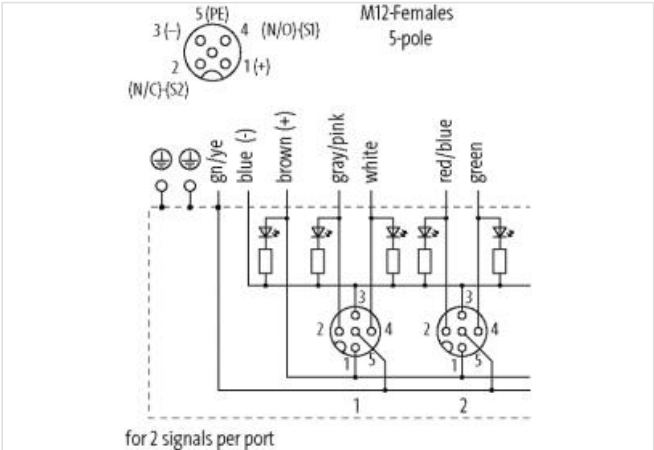 5 (PE)
M12-Females
5-pole
3 (–)
4 (N/O)-(S1)
2
1 (+)
(N/C)-(S2)
gn/ye
blue (-)
brown (+)
gray/pink
white
red/blue
green
3
3
2
4
2
4
1
5
1
5
1
2
for 2 signals per port